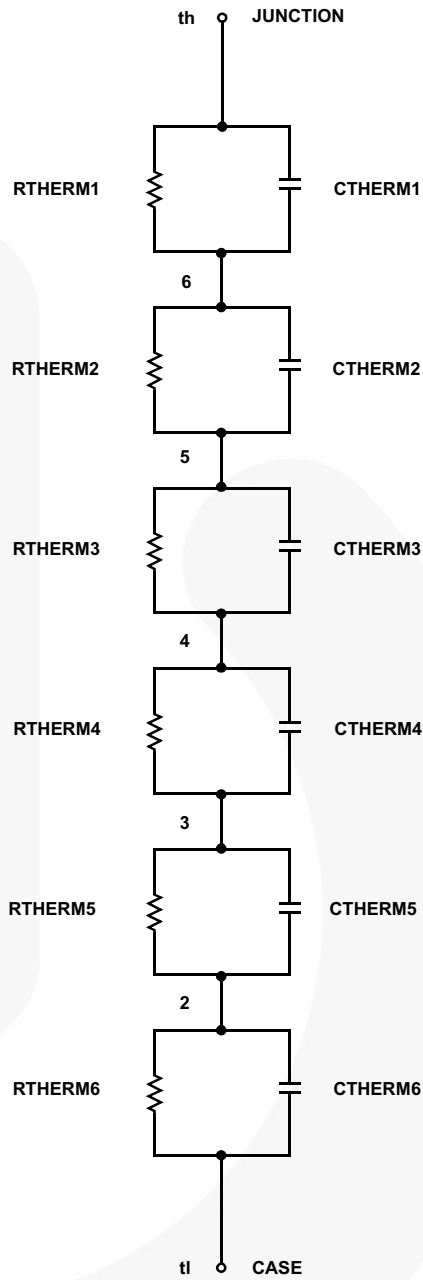 th JUNCTION
RTHERM1 CTHERM1
6
RTHERM2 CTHERM2
5
RTHERM3 CTHERM3
4
RTHERM4 CTHERM4
3
RTHERM5 CTHERM5
2
RTHERM6 CTHERM6
tl CASE